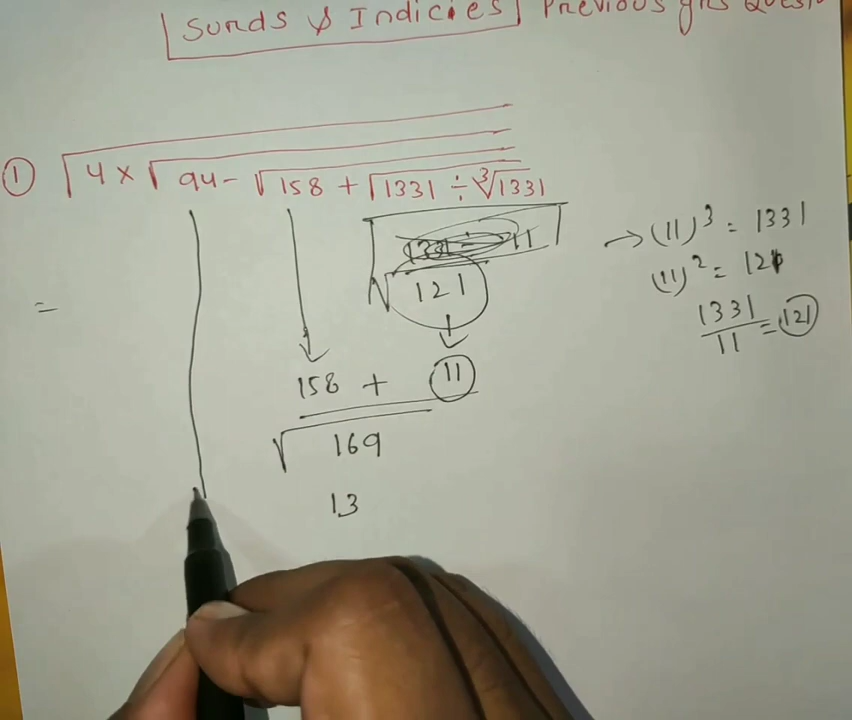 Surds & Indicies Previous yrs
① √4 × √94 - √158 + √1331 ÷ ∛1331
→ (11)³ = 1331
(11)² = 121
1331/11 = 121
=
√121
158 + 11
√169
13